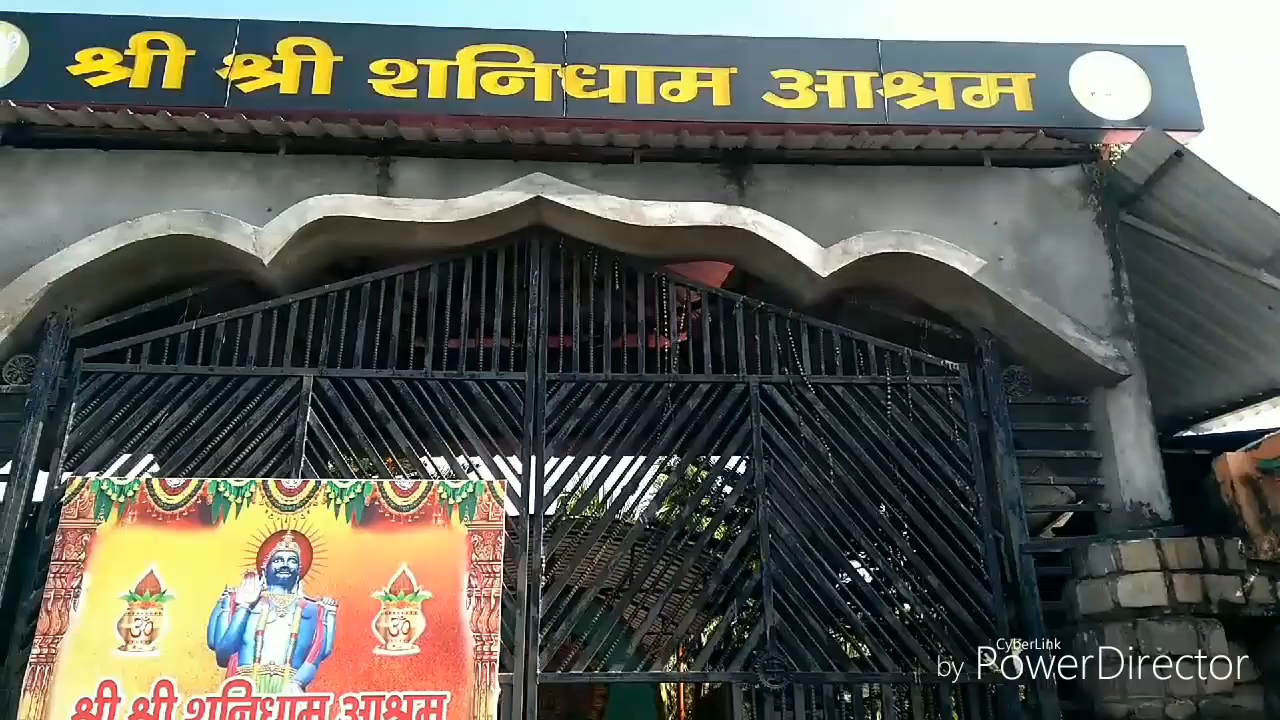 श्री श्री शनिधाम आश्रम
ॐ ॐ
श्री श्री शनिधाम आश्रम
CyberLink
by PowerDirector